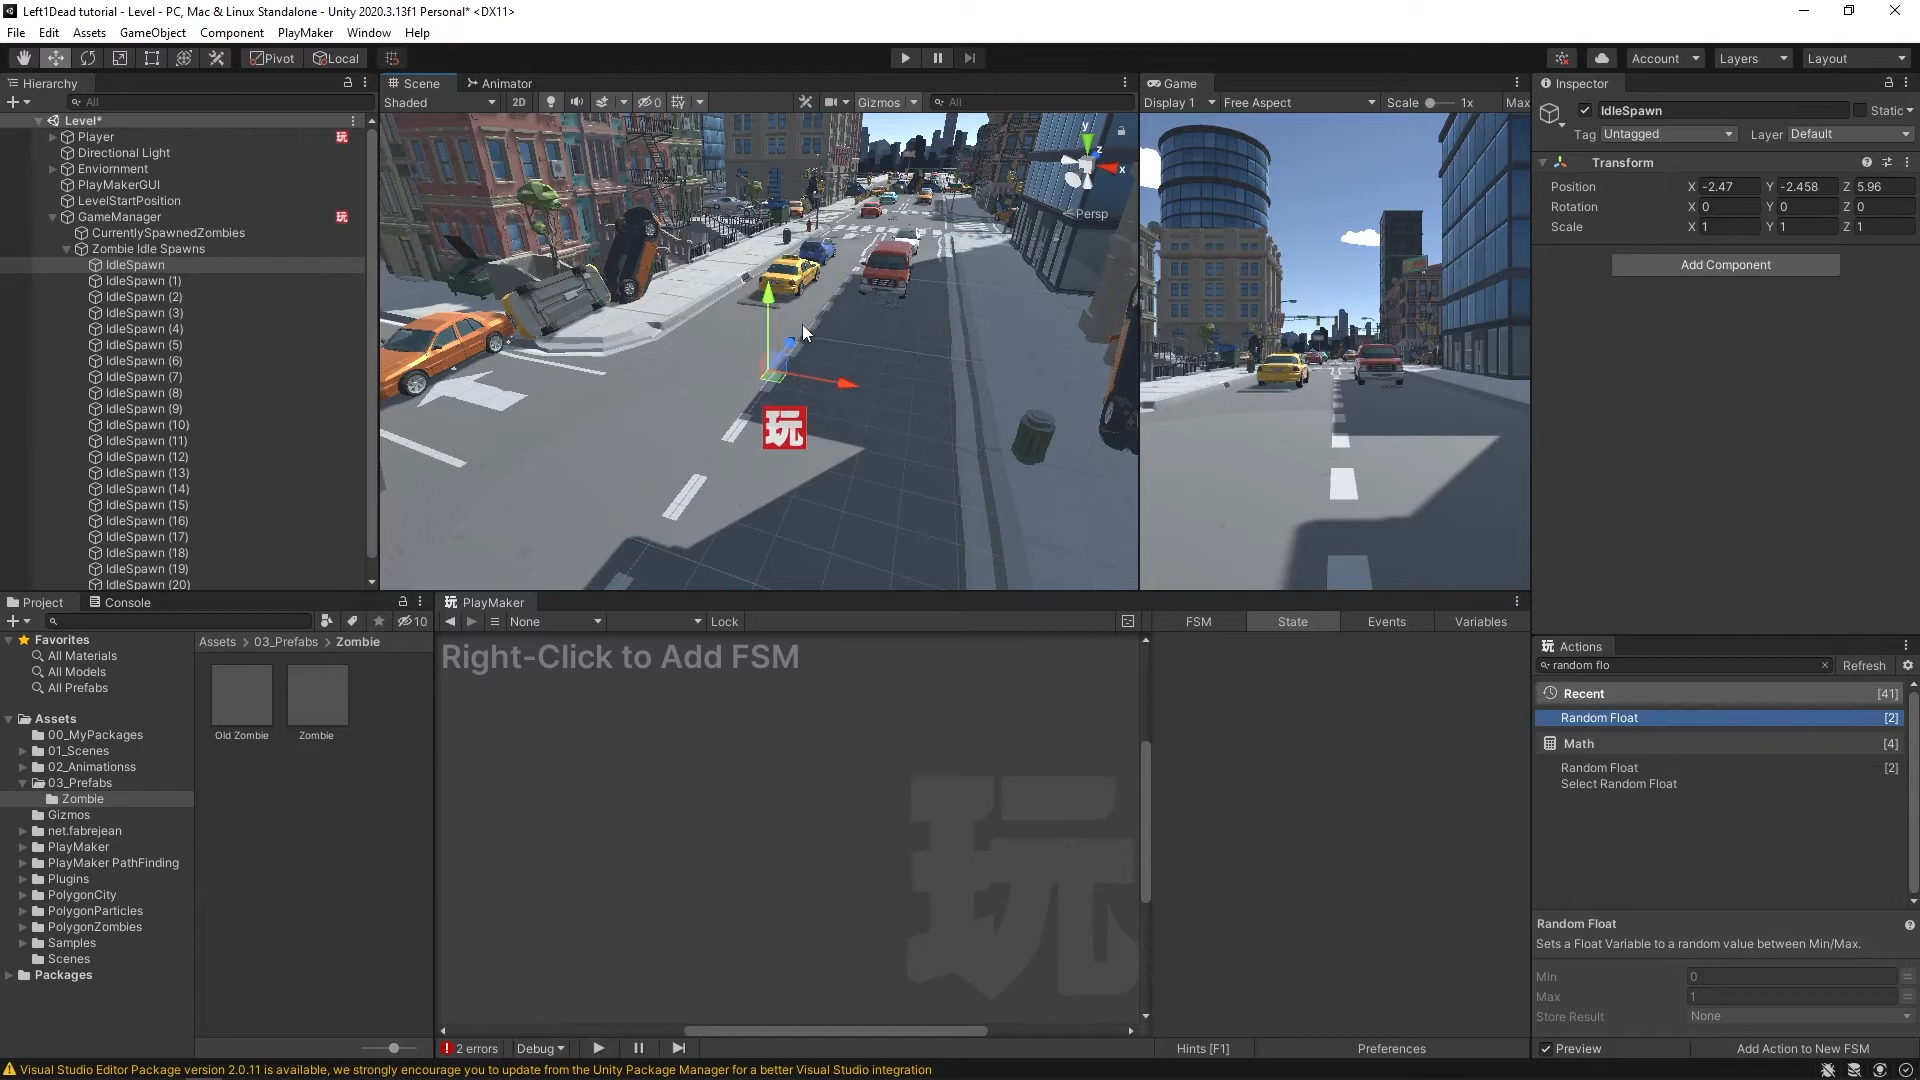 Left1Dead tutorial - Level - PC, Mac & Linux Standalone - Unity 2020.3.13f1 Personal* <DX11>
File Edit Assets GameObject Component PlayMaker Window Help
Pivot Local Account Layers Layout
Hierarchy
All
Level*
Player 玩
Directional Light
Enviornment
PlayMakerGUI
LevelStartPosition
GameManager 玩
CurrentlySpawnedZombies
Zombie Idle Spawns
IdleSpawn
IdleSpawn (1)
IdleSpawn (2)
IdleSpawn (3)
IdleSpawn (4)
IdleSpawn (5)
IdleSpawn (6)
IdleSpawn (7)
IdleSpawn (8)
IdleSpawn (9)
IdleSpawn (10)
IdleSpawn (11)
IdleSpawn (12)
IdleSpawn (13)
IdleSpawn (14)
IdleSpawn (15)
IdleSpawn (16)
IdleSpawn (17)
IdleSpawn (18)
IdleSpawn (19)
IdleSpawn (20)
Scene Animator
Shaded 2D 0 Gizmos All
y
z
x
Persp
玩
Game
Display 1 Free Aspect Scale 1x Max
Inspector
IdleSpawn Static
Tag Untagged Layer Default
Transform
Position X -2.47 Y -2.458 Z 5.96
Rotation X 0 Y 0 Z 0
Scale X 1 Y 1 Z 1
Add Component
Project Console
10
Favorites
All Materials
All Models
All Prefabs
Assets
00_MyPackages
01_Scenes
02_Animationss
03_Prefabs
Zombie
Gizmos
net.fabrejean
PlayMaker
PlayMaker PathFinding
Plugins
PolygonCity
PolygonParticles
PolygonZombies
Samples
Scenes
Packages
Assets > 03_Prefabs > Zombie
Old Zombie Zombie
玩 PlayMaker
None Lock
Right-Click to Add FSM
玩
2 errors Debug
FSM State Events Variables
Hints [F1] Preferences
玩 Actions
random flo Refresh
Recent [41]
Random Float [2]
Math [4]
Random Float [2]
Select Random Float
Random Float
Sets a Float Variable to a random value between Min/Max.
Min 0
Max 1
Store Result None
Preview Add Action to New FSM
Visual Studio Editor Package version 2.0.11 is available, we strongly encourage you to update from the Unity Package Manager for a better Visual Studio integration